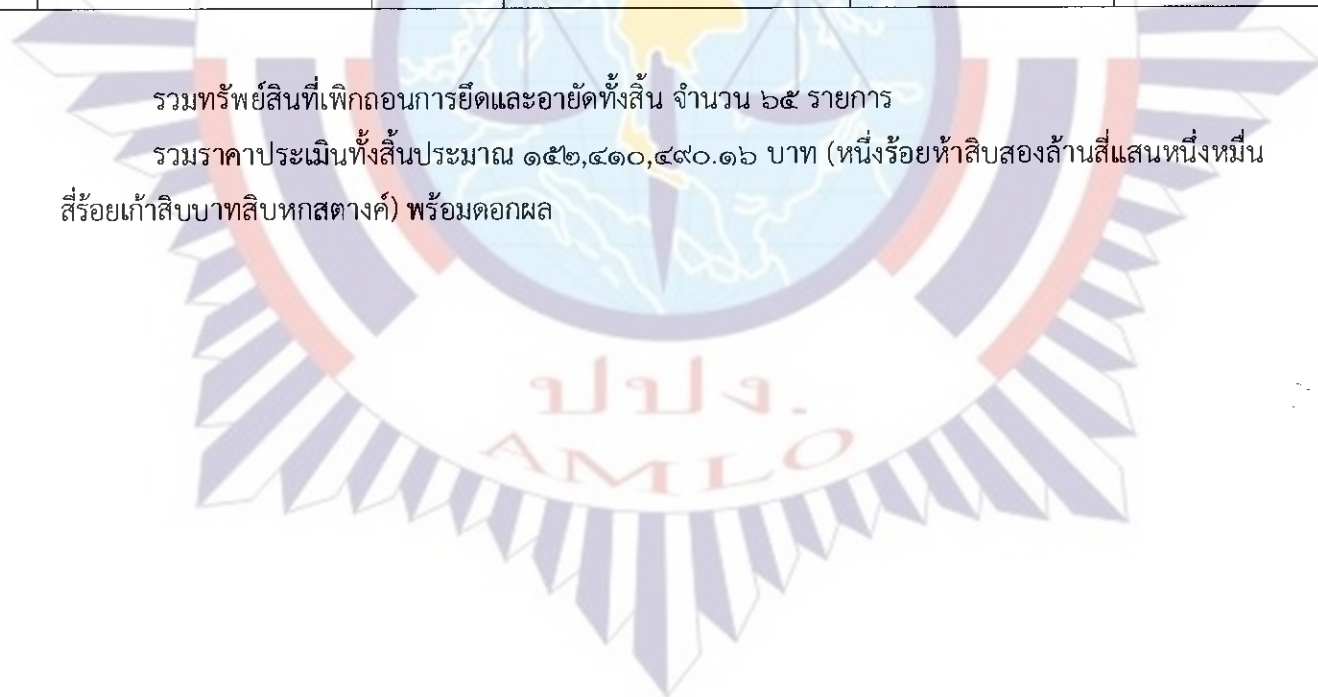 รวมทรัพย์สินที่เพิกถอนการยึดและอายัดทั้งสิ้น จำนวน ๖๕ รายการ
รวมราคาประเมินทั้งสิ้นประมาณ ๑๕๒,๔๑๐,๔๙๐.๑๖ บาท (หนึ่งร้อยห้าสิบสองล้านสี่แสนหนึ่งหมื่น
สี่ร้อยเก้าสิบบาทสิบหกสตางค์) พร้อมดอกผล
ปปง.
AMLO